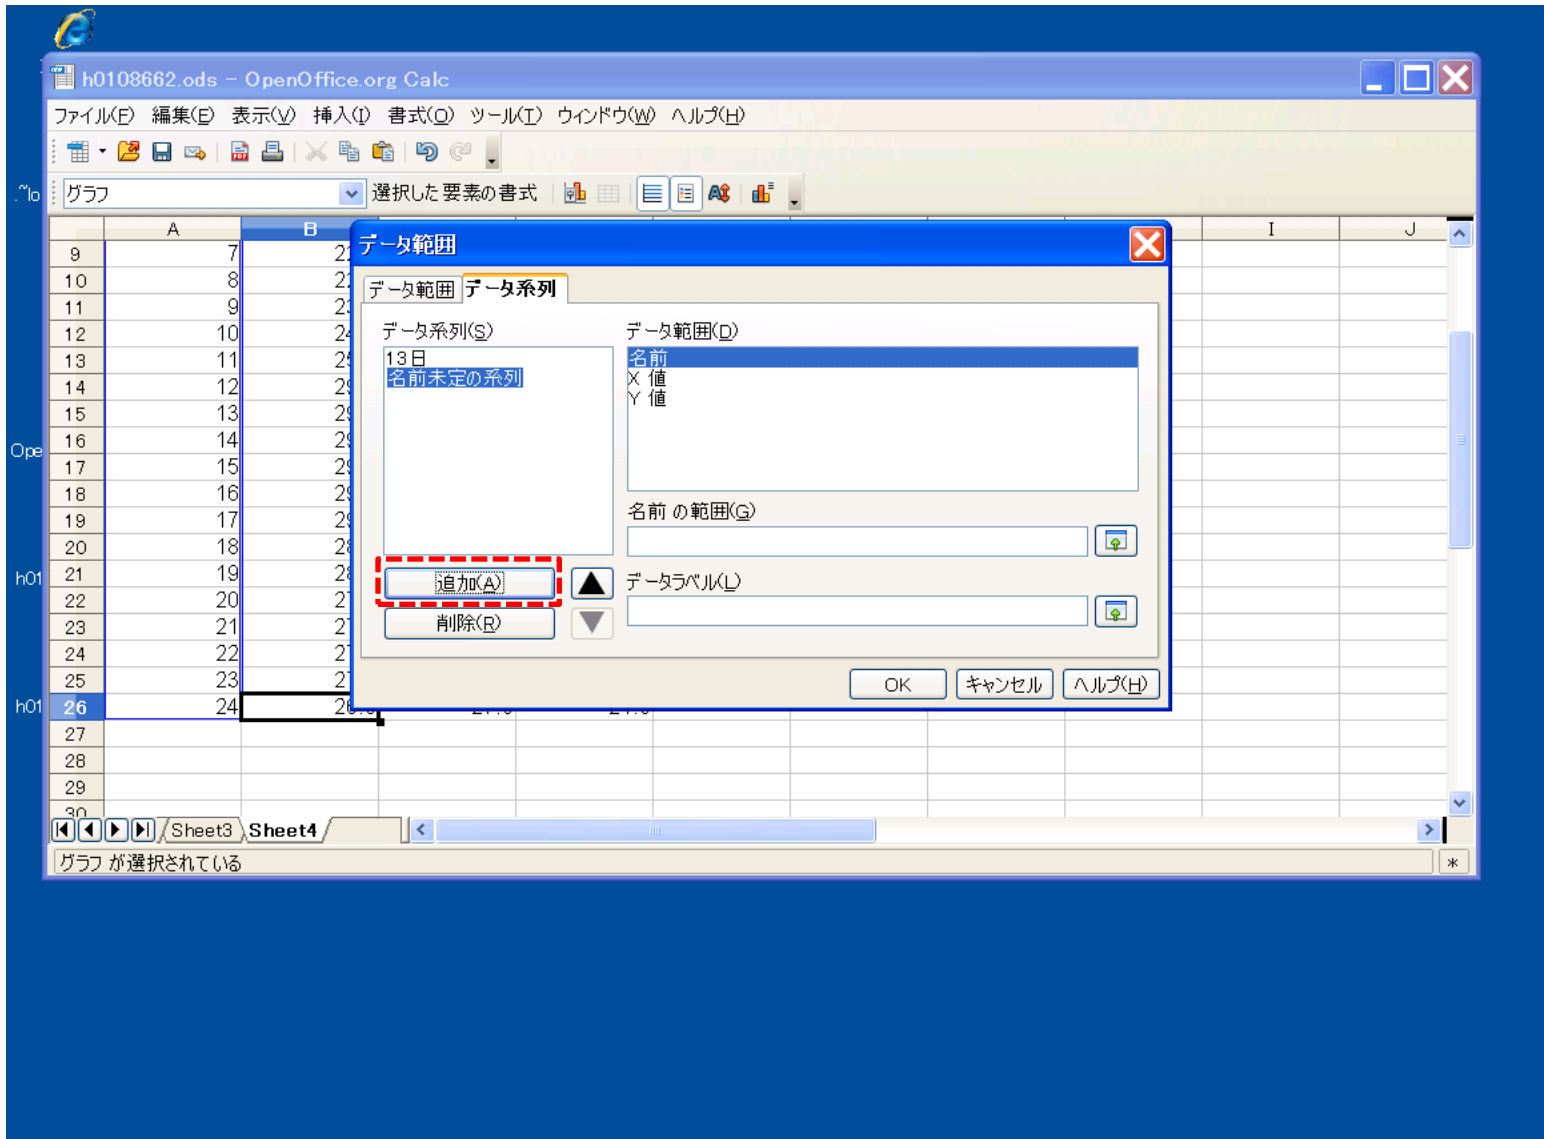 h0108662.ods - OpenOffice.org Calc
ファイル(F) 編集(E) 表示(V) 挿入(I) 書式(O) ツール(T) ウィンドウ(W) ヘルプ(H)
.~lo
グラフ 選択した要素の書式
A B I J
データ範囲
データ範囲 データ系列
データ系列(S) データ範囲(D)
13日 名前
名前未定の系列 X 値
Y 値
名前 の範囲(G)
追加(A) データラベル(L)
削除(R)
OK キャンセル ヘルプ(H)
9 7
10 8
11 9
12 10
13 11
14 12
15 13
16 14
Ope
17 15
18 16
19 17
20 18
h01
21 19
22 20
23 21
24 22
25 23
h01
26 24
27
28
29
30
Sheet3 Sheet4
グラフ が選択されている *